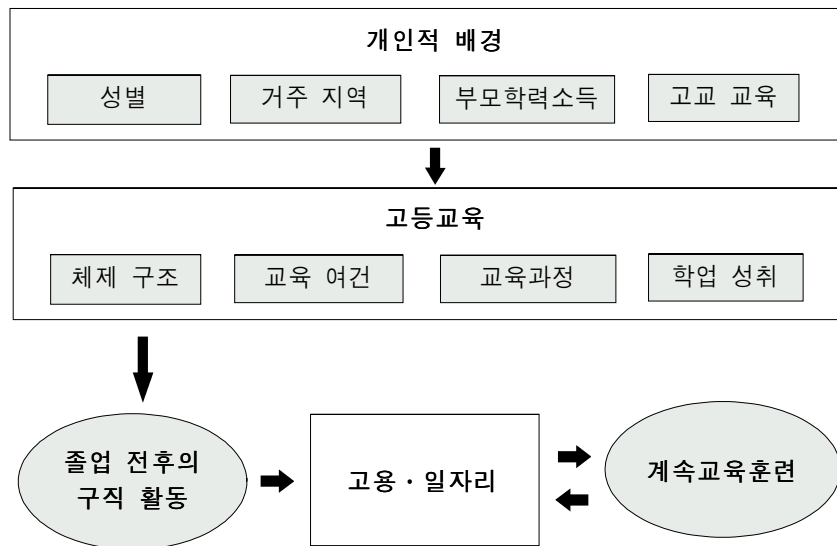 개인적 배경
성별
거주 지역
부모학력소득
고교 교육
고등교육
체제 구조
교육 여건
교육과정
학업 성취
졸업 전후의
구직 활동
고용·일자리
계속교육훈련